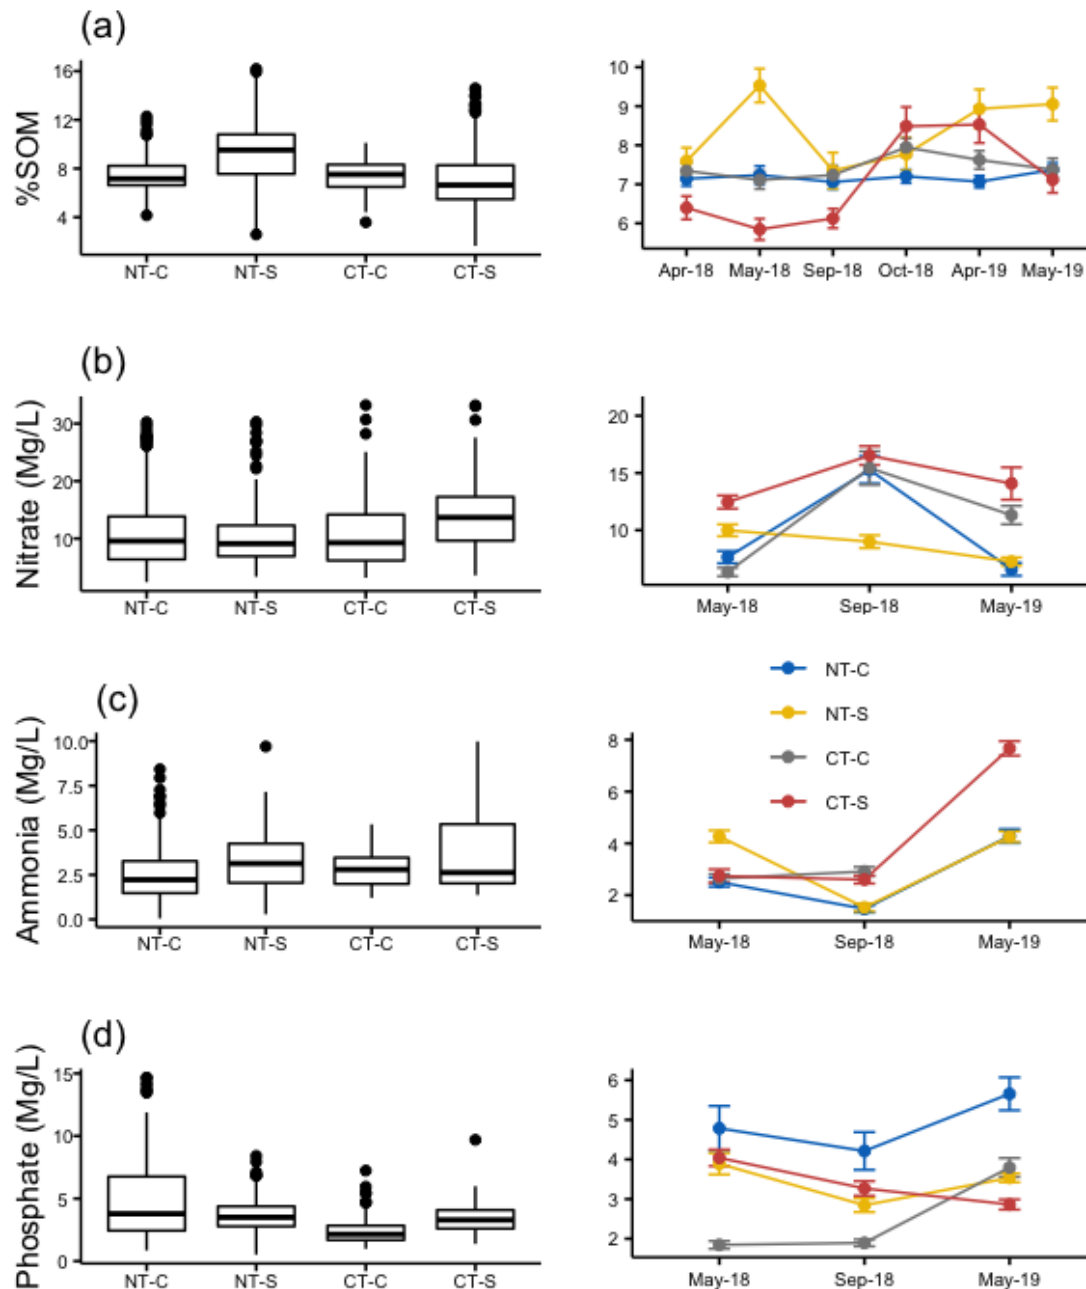 (a)
%SOM
16
12
8
4
NT-C NT-S CT-C CT-S
10
9
8
7
6
Apr-18 May-18 Sep-18 Oct-18 Apr-19 May-19
(b)
Nitrate (Mg/L)
30
20
10
NT-C NT-S CT-C CT-S
20
15
10
May-18 Sep-18 May-19
NT-C
NT-S
CT-C
CT-S
(c)
Ammonia (Mg/L)
10.0
7.5
5.0
2.5
0.0
NT-C NT-S CT-C CT-S
8
6
4
2
May-18 Sep-18 May-19
(d)
Phosphate (Mg/L)
15
10
5
0
NT-C NT-S CT-C CT-S
6
5
4
3
2
May-18 Sep-18 May-19